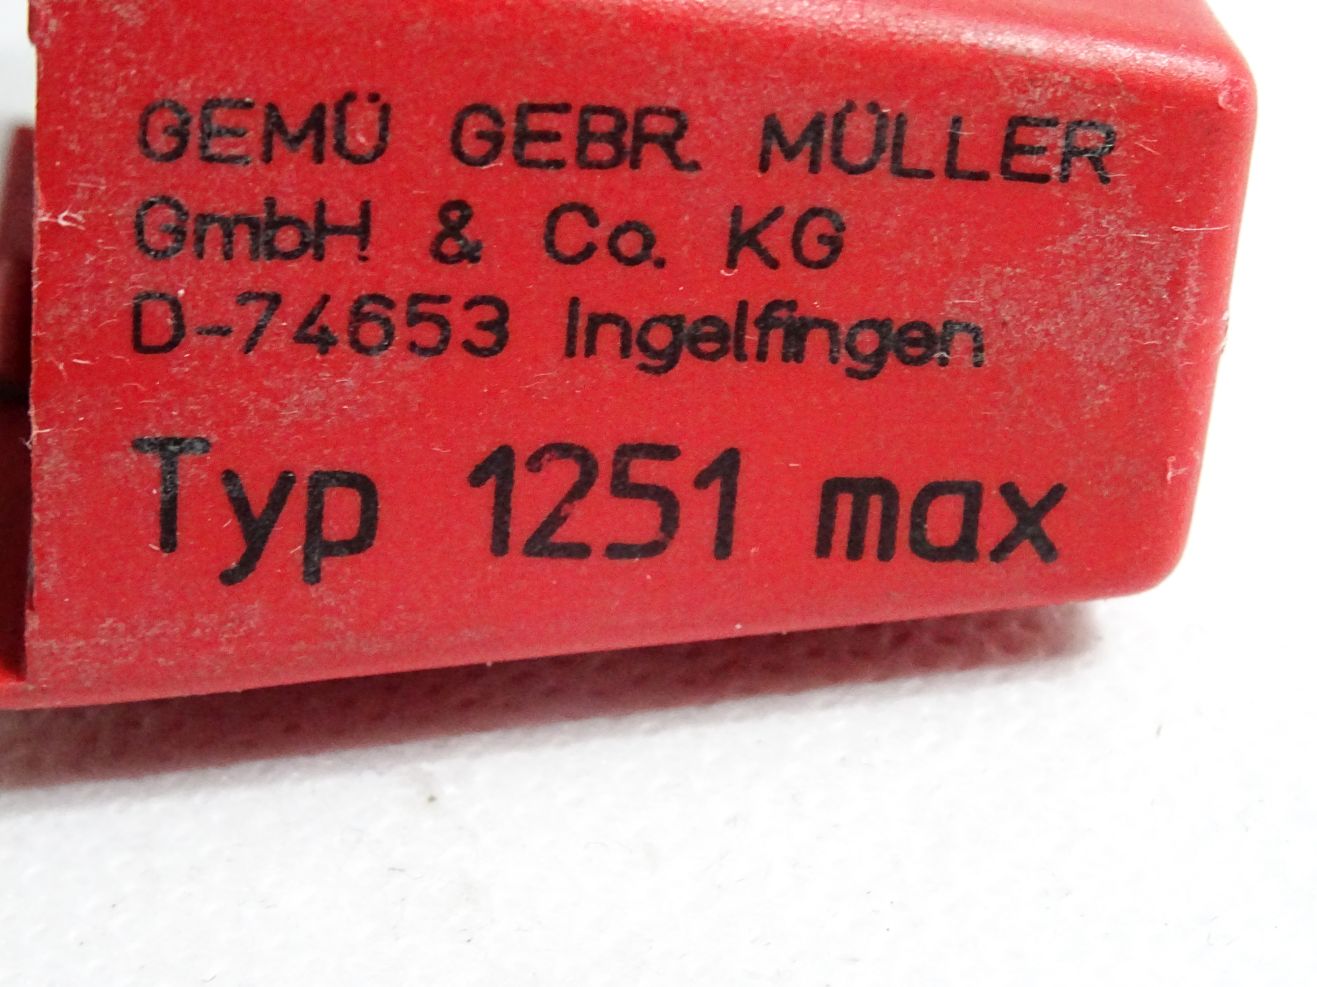 GEMÜ GEBR. MÜLLER
GmbH & Co. KG
D-74653 Ingelfingen
Typ 1251 max